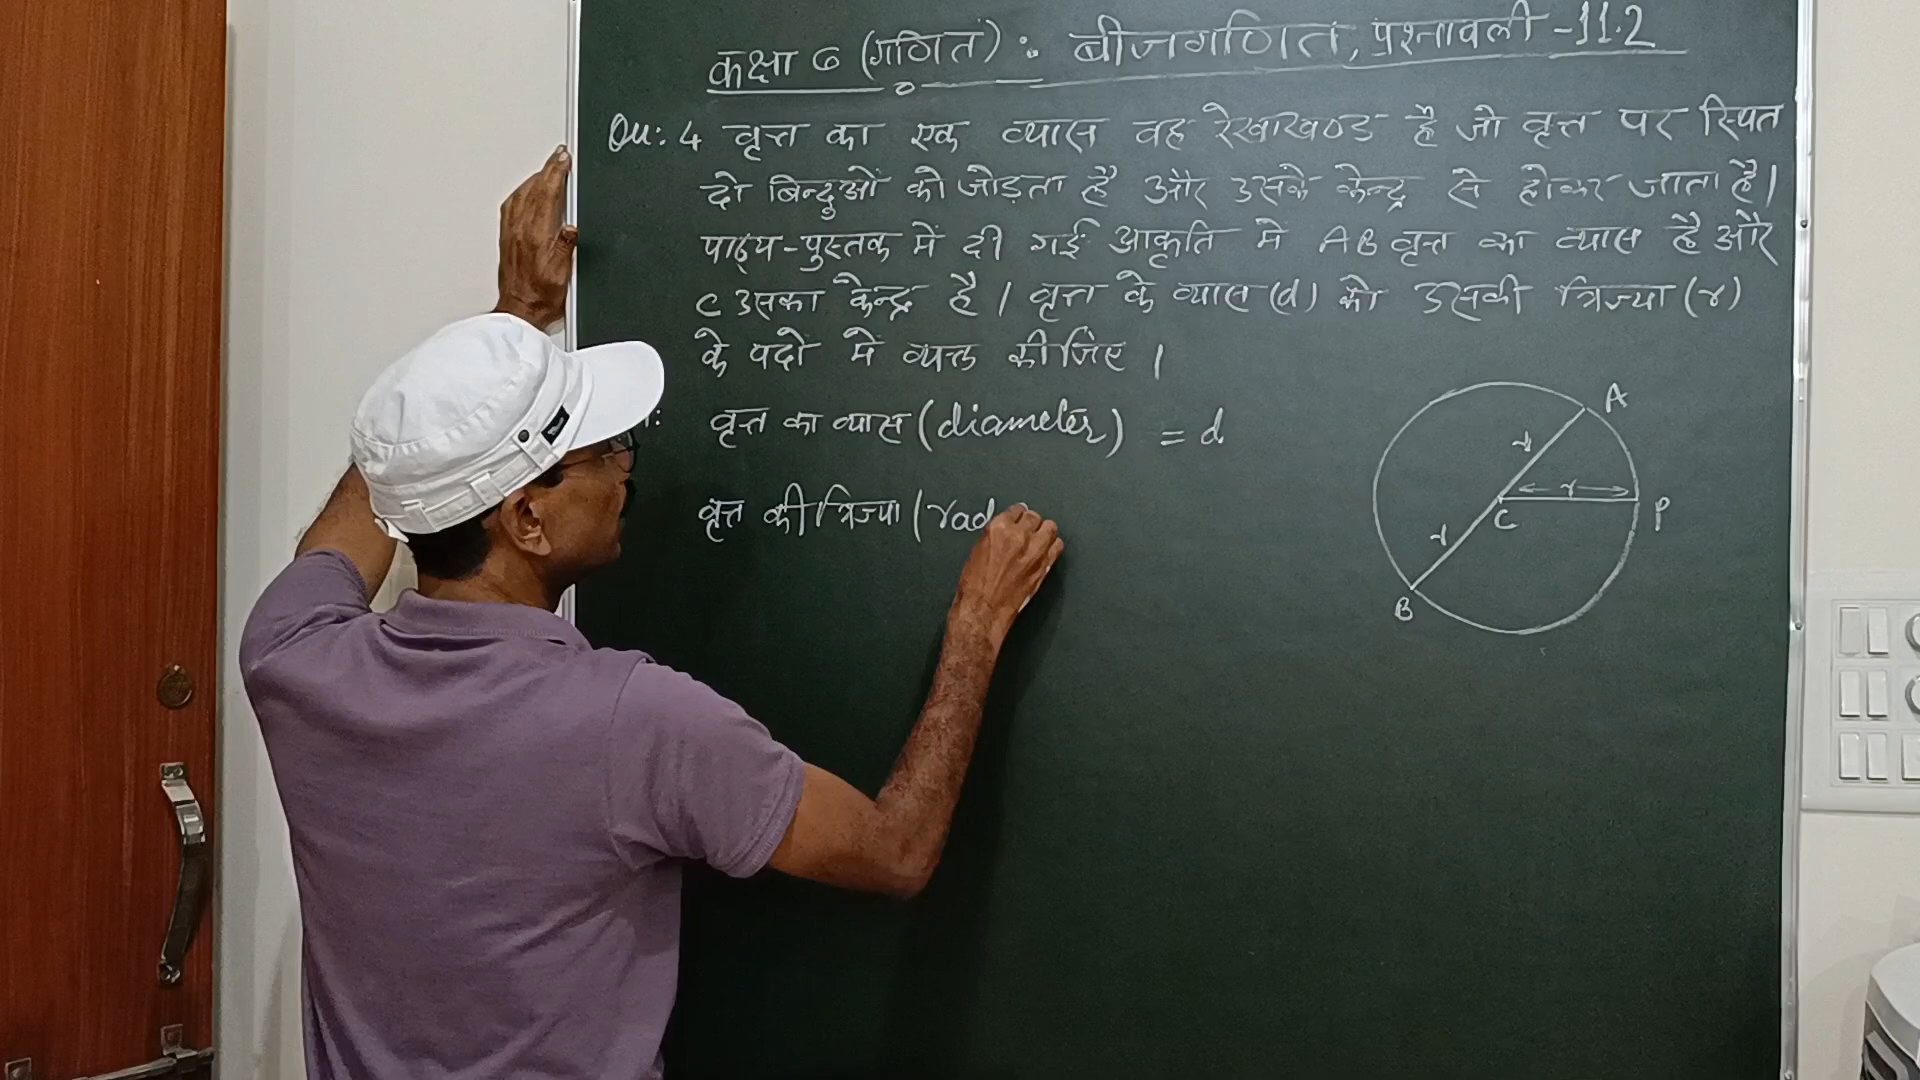 कक्षा 6 (गणित) : बीजगणित, प्रश्नावली -11.2
Qu: 4 वृत्त का एक व्यास वह रेखाखण्ड है जो वृत्त पर स्थित
दो बिन्दुओं को जोड़ता है और उसके केन्द्र से होकर जाता है।
पाठ्य-पुस्तक में दी गई आकृति मे AB वृत्त का व्यास है और
C उसका केन्द्र है। वृत्त के व्यास (d) को उसकी त्रिज्या (r)
के पदो मे व्यक्त कीजिए।
वृत्त का व्यास (diameter) = d
वृत्त की त्रिज्या (rad
A
r
r
C
P
r
B